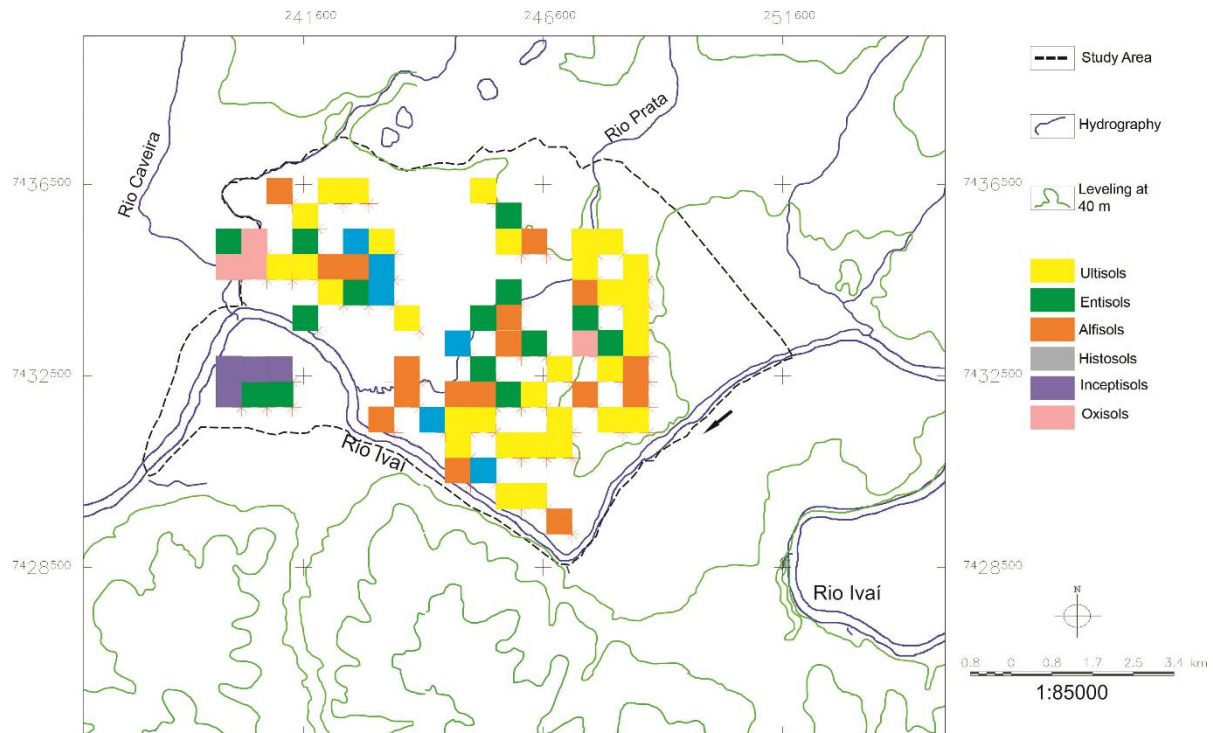 241600 246600 251600
Rio Caveira
Rio Prata
7436500 7436500
7432500 7432500
Rio Ivaí
7428500 7428500
Rio Ivaí
Study Area
Hydrography
Leveling at
40 m
Ultisols
Entisols
Alfisols
Histosols
Inceptisols
Oxisols
N
0.8 0 0.8 1.7 2.5 3.4 km
1:85000